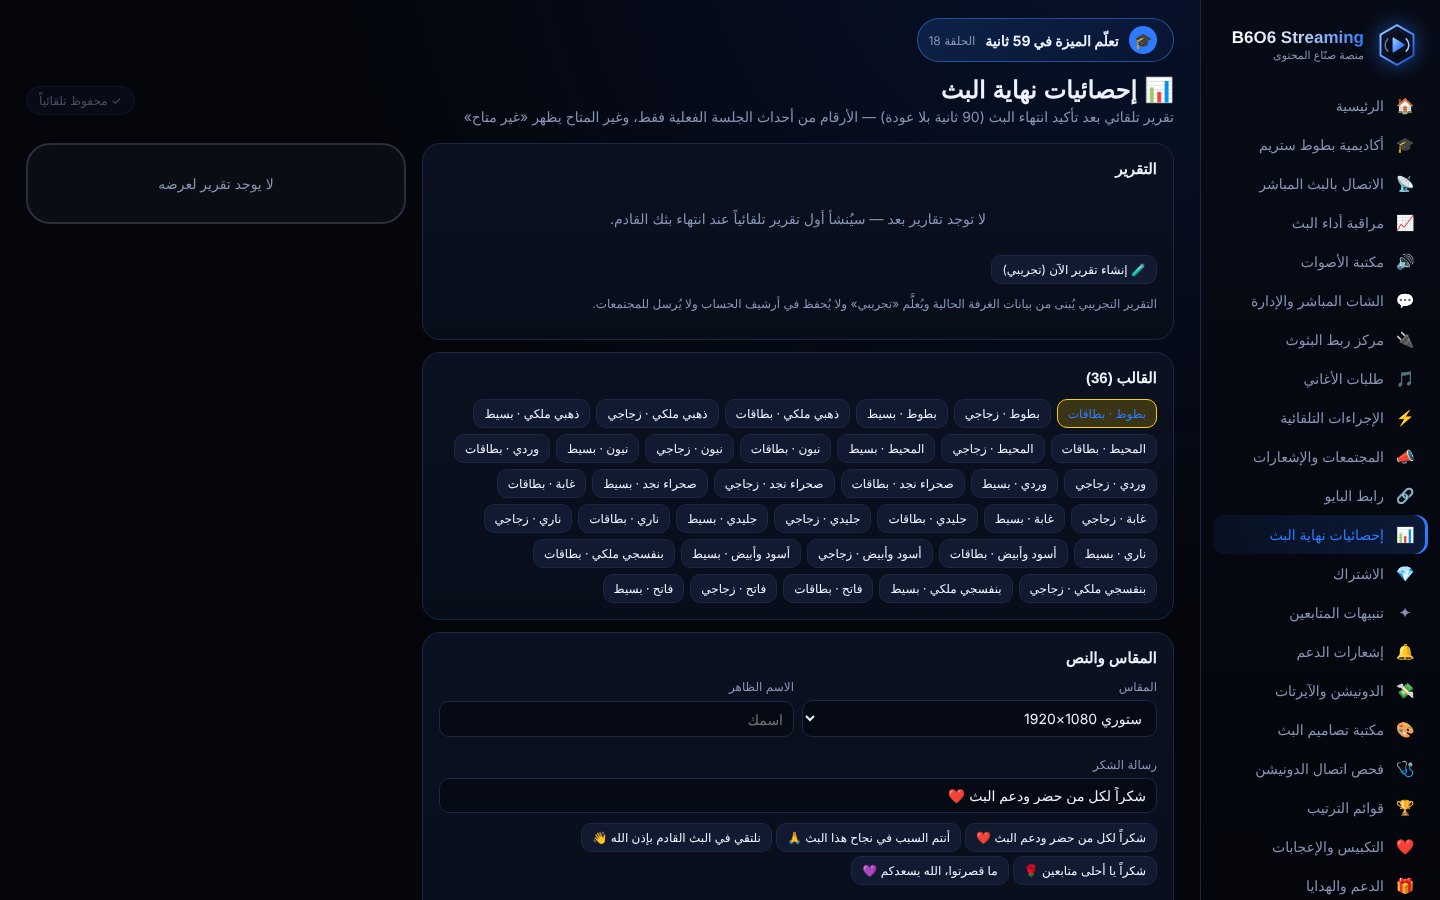 B6O6 Streaming
منصة صنّاع المحتوى
الرئيسية
أكاديمية بطوط ستريم
الاتصال بالبث المباشر
مراقبة أداء البث
مكتبة الأصوات
الشات المباشر والإدارة
مركز ربط البثوث
طلبات الأغاني
الإجراءات التلقائية
المجتمعات والإشعارات
رابط البايو
إحصائيات نهاية البث
الاشتراك
تنبيهات المتابعين
إشعارات الدعم
الدونيشن والآيرتات
مكتبة تصاميم البث
فحص اتصال الدونيشن
قوائم الترتيب
التكبيس والإعجابات
الدعم والهدايا
تعلّم الميزة في 59 ثانية الحلقة 18
إحصائيات نهاية البث
تقرير تلقائي بعد تأكيد انتهاء البث (90 ثانية بلا عودة) — الأرقام من أحداث الجلسة الفعلية فقط، وغير المتاح يظهر «غير متاح»
✓ محفوظ تلقائياً
التقرير
لا توجد تقارير بعد — سيُنشأ أول تقرير تلقائياً عند انتهاء بثك القادم.
🧪 إنشاء تقرير الآن (تجريبي)
التقرير التجريبي يُبنى من بيانات الغرفة الحالية ويُعلَّم «تجريبي» ولا يُحفظ في أرشيف الحساب ولا يُرسل للمجتمعات.
لا يوجد تقرير لعرضه
القالب (36)
بطوط · بطاقات بطوط · زجاجي بطوط · بسيط ذهبي ملكي · بطاقات ذهبي ملكي · زجاجي ذهبي ملكي · بسيط
المحيط · بطاقات المحيط · زجاجي المحيط · بسيط نيون · بطاقات نيون · زجاجي نيون · بسيط وردي · بطاقات
وردي · زجاجي وردي · بسيط صحراء نجد · بطاقات صحراء نجد · زجاجي صحراء نجد · بسيط غابة · بطاقات
غابة · زجاجي غابة · بسيط جليدي · بطاقات جليدي · زجاجي جليدي · بسيط ناري · بطاقات ناري · زجاجي
ناري · بسيط أسود وأبيض · بطاقات أسود وأبيض · زجاجي أسود وأبيض · بسيط بنفسجي ملكي · بطاقات
بنفسجي ملكي · زجاجي بنفسجي ملكي · بسيط فاتح · بطاقات فاتح · زجاجي فاتح · بسيط
المقاس والنص
المقاس الاسم الظاهر
ستوري 1080×1920 اسمك
رسالة الشكر
شكراً لكل من حضر ودعم البث ❤️
شكراً لكل من حضر ودعم البث ❤️ أنتم السبب في نجاح هذا البث 🙏 نلتقي في البث القادم بإذن الله 👋
شكراً يا أحلى متابعين 🌹 ما قصرتوا، الله يسعدكم 💜